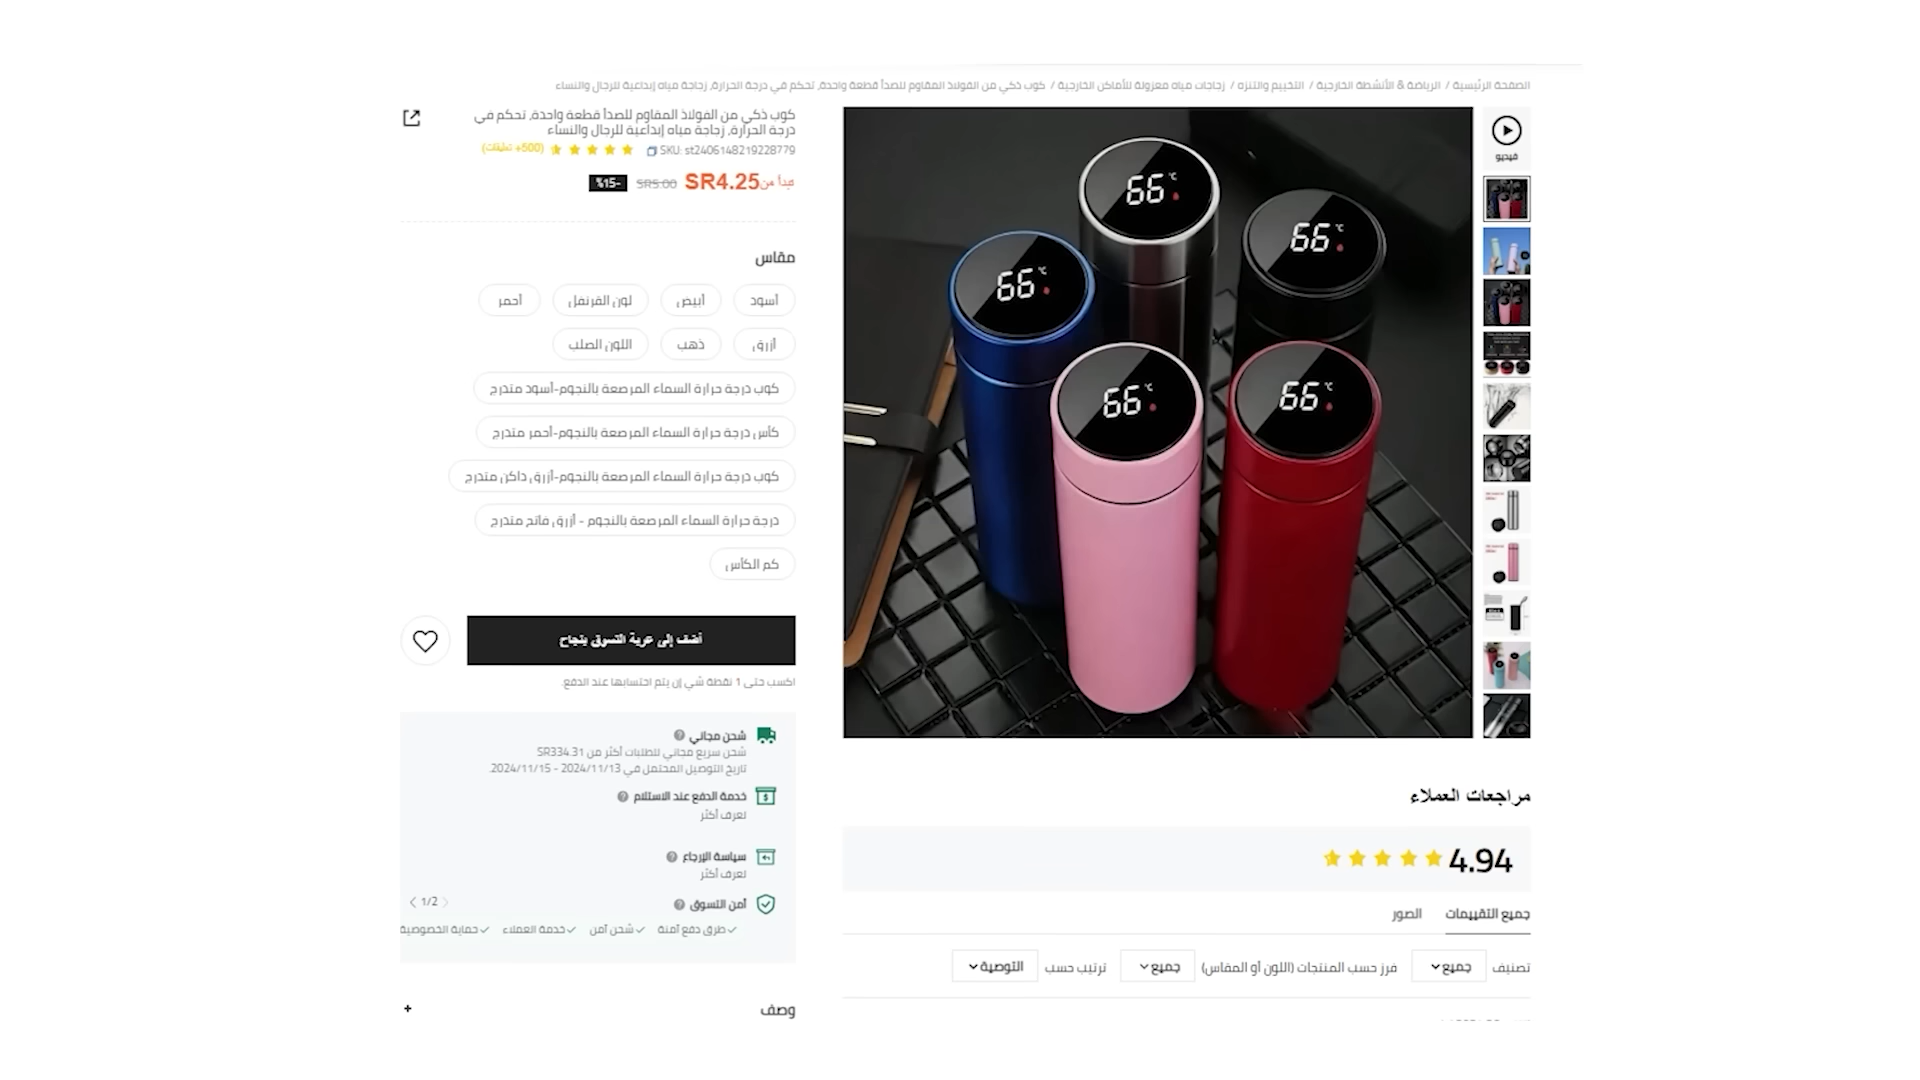 الصفحة الرئيسية / الرياضة & الأنشطة الخارجية / التخييم والتنزه / زجاجات مياه معزولة للأماكن الخارجية / كوب ذكي من الفولاذ المقاوم للصدأ قطعة واحدة، تحكم في درجة الحرارة، زجاجة مياه إبداعية للرجال والنساء
فيديو
66 °C
66 °C
66 °C
66 °C
66 °C
كوب ذكي من الفولاذ المقاوم للصدأ قطعة واحدة، تحكم في
درجة الحرارة، زجاجة مياه إبداعية للرجال والنساء
SKU: st2406148219228779 (500+ تعليقات)
تبدأ من SR4.25 SR5.00 -15%
مقاس
أسود أبيض لون القرنفل أحمر
أزرق ذهب اللون الصلب
كوب درجة حرارة السماء المرصعة بالنجوم-أسود متدرج
كأس درجة حرارة السماء المرصعة بالنجوم-أحمر متدرج
كوب درجة حرارة السماء المرصعة بالنجوم-أزرق داكن متدرج
درجة حرارة السماء المرصعة بالنجوم - أزرق فاتح متدرج
كم الكأس
أضف إلى عربة التسوق بنجاح
اكسب حتى 1 نقطة شي إن يتم احتسابها عند الدفع.
شحن مجاني
شحن سريع مجاني للطلبات أكثر من SR334.31
تاريخ التوصيل المحتمل في 2024/11/13 - 2024/11/15.
خدمة الدفع عند الاستلام
تعرف أكثر
سياسة الإرجاع
تعرف أكثر
أمن التسوق
1/2
طرق دفع آمنة شحن آمن خدمة العملاء حماية الخصوصية
وصف +
مراجعات العملاء
4.94
جميع التقييمات الصور
تصنيف جميع فرز حسب المنتجات (اللون أو المقاس) جميع ترتيب حسب التوصية